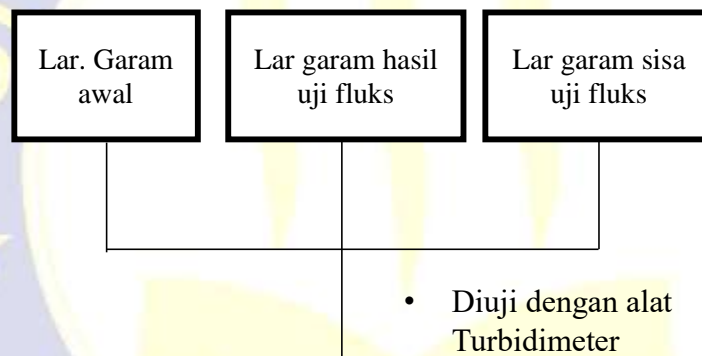 Lar. Garam
awal
Lar garam hasil
uji fluks
Lar garam sisa
uji fluks
• Diuji dengan alat
Turbidimeter